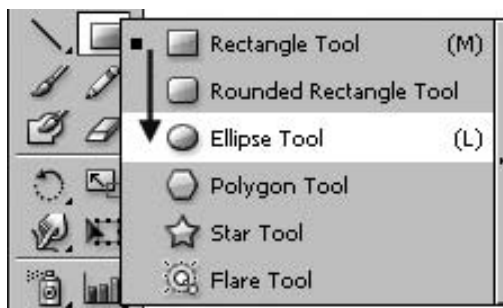 Rectangle Tool (M)
Rounded Rectangle Tool
Ellipse Tool (L)
Polygon Tool
Star Tool
Flare Tool